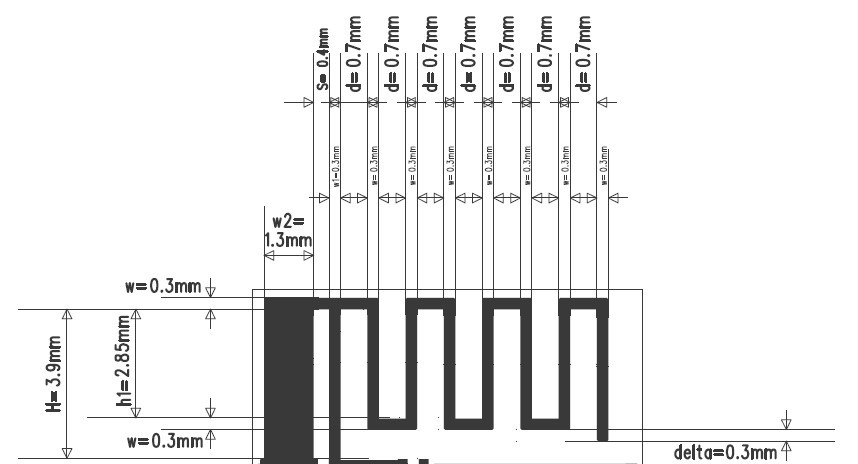 S= 0.4mm
d= 0.7mm
d= 0.7mm
d= 0.7mm
d= 0.7mm
d= 0.7mm
d= 0.7mm
d= 0.7mm
w1=0.3mm
w= 0.3mm
w= 0.3mm
w= 0.3mm
w= 0.3mm
w= 0.3mm
w= 0.3mm
w= 0.3mm
w2=
1.3mm
w=0.3mm
H=3.9mm
h1=2.85mm
w=0.3mm
delta=0.3mm